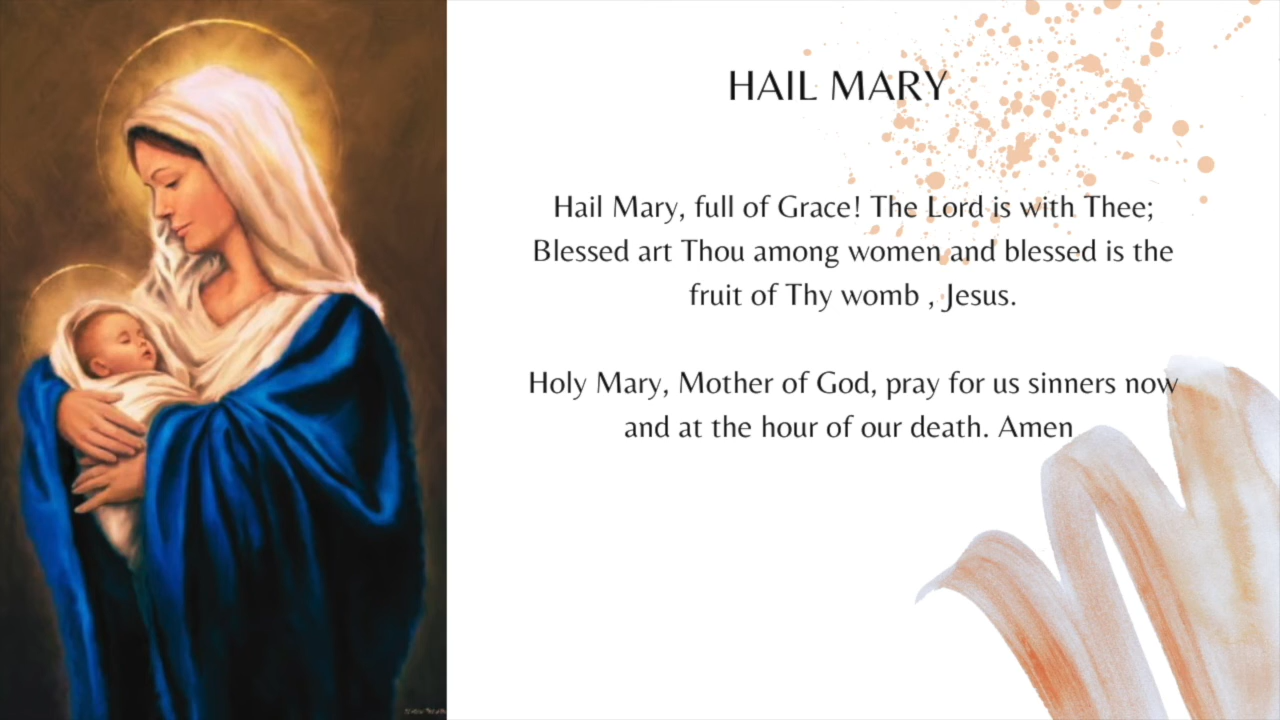 HAIL MARY
Hail Mary, full of Grace! The Lord is with Thee;
Blessed art Thou among women and blessed is the
fruit of Thy womb , Jesus.
Holy Mary, Mother of God, pray for us sinners now
and at the hour of our death. Amen